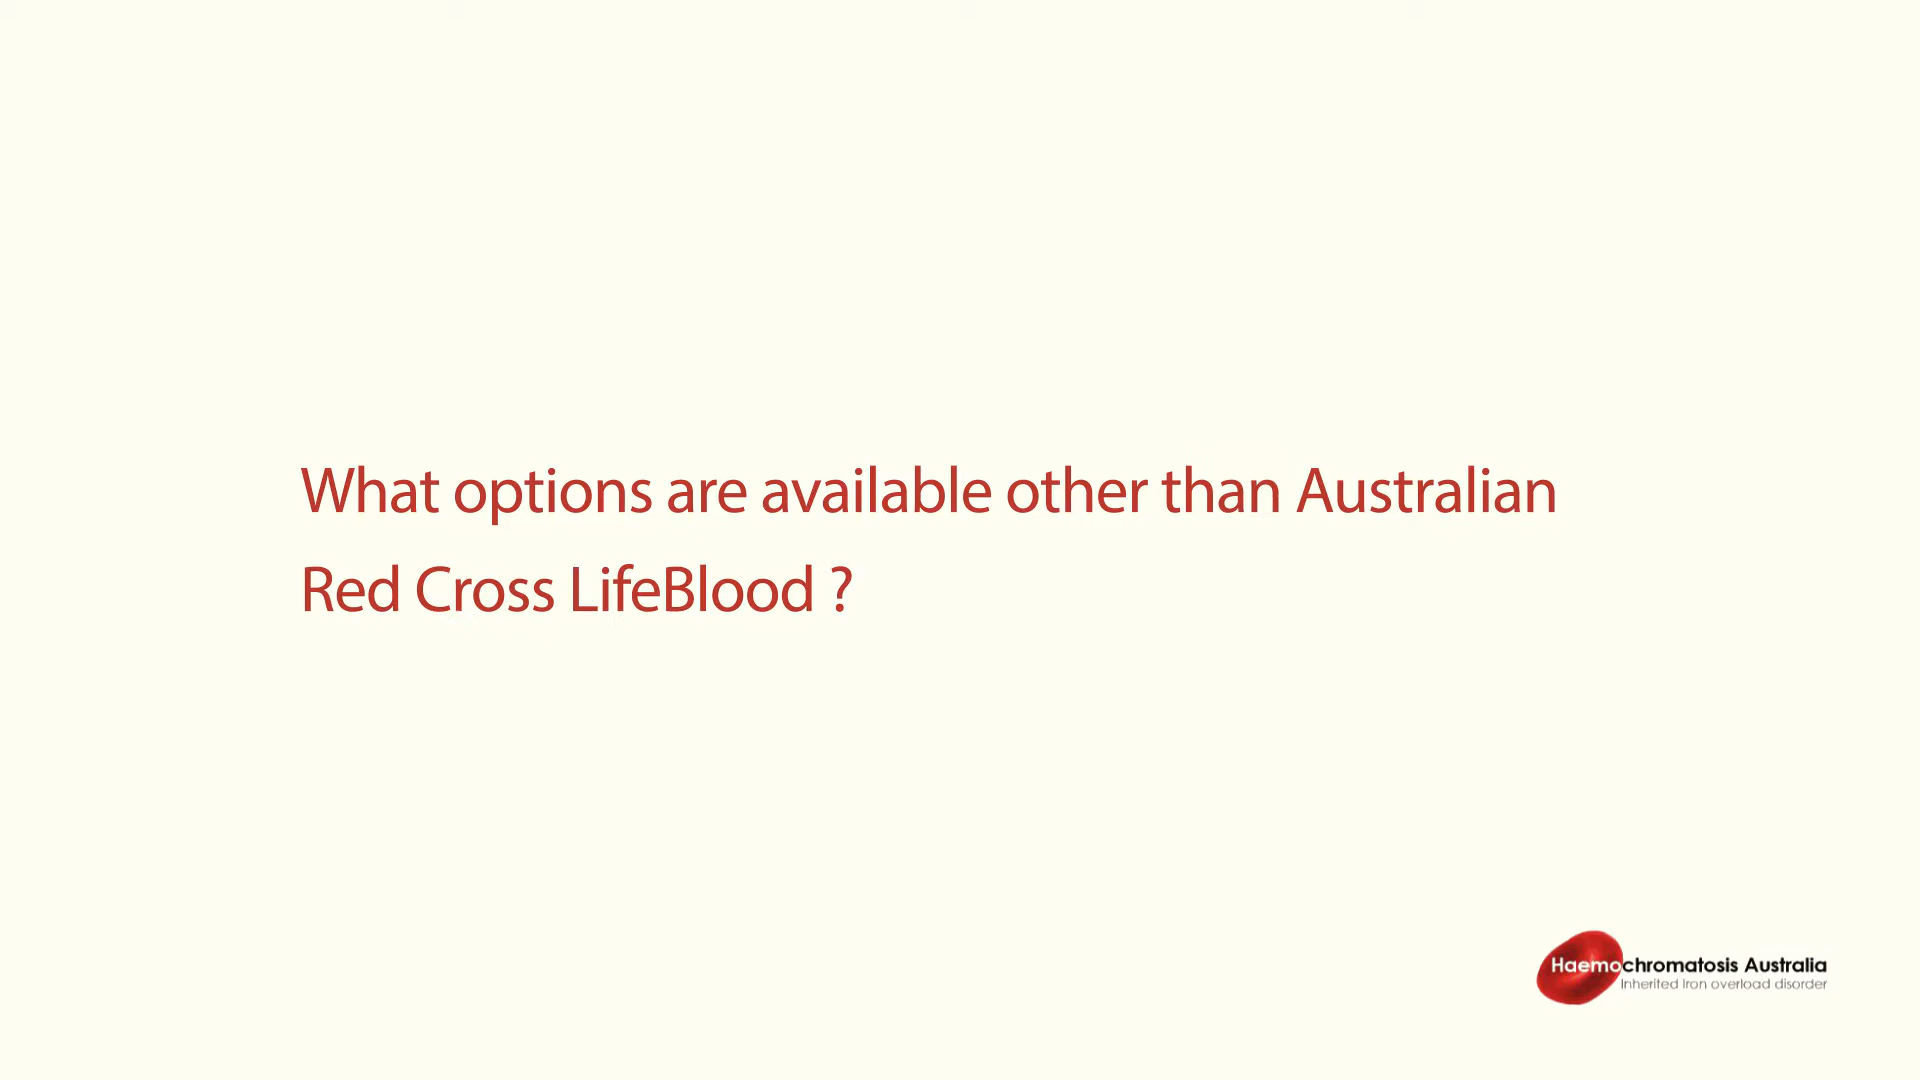 What options are available other than Australian
Red Cross LifeBlood ?
Haemochromatosis Australia
Inherited Iron overload disorder